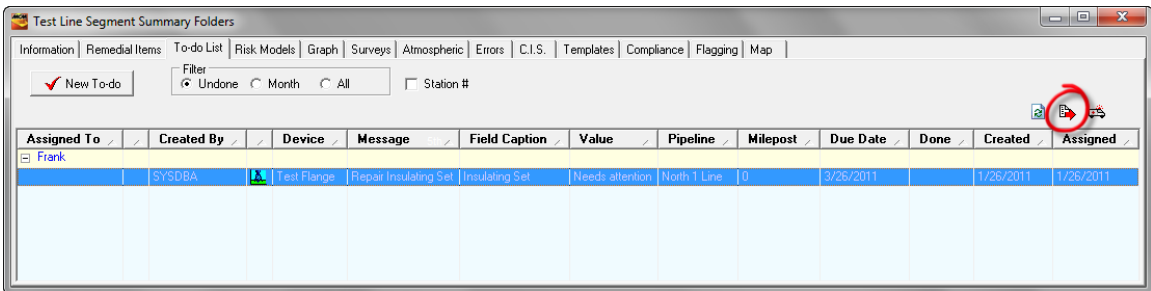 Test Line Segment Summary Folders
Information Remedial Items To-do List Risk Models Graph Surveys Atmospheric Errors C.I.S. Templates Compliance Flagging Map
New To-do Filter Undone Month All Station #
Assigned To Created By Device Message Field Caption Value Pipeline Milepost Due Date Done Created Assigned
Frank
SYSDBA Test Flange Repair Insulating Set Insulating Set Needs attention North 1 Line 0 3/26/2011 1/26/2011 1/26/2011